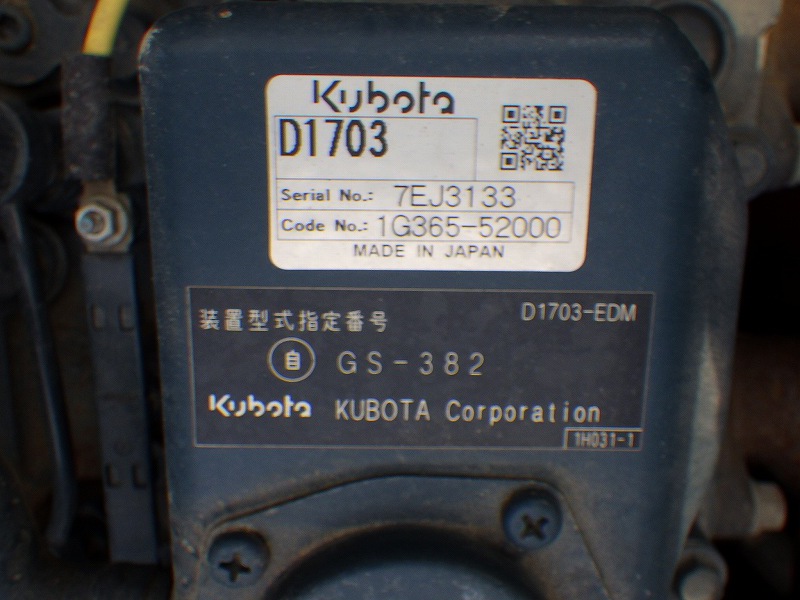 Kubota
D1703
Serial No.: 7EJ3133
Code No.: 1G365-52000
MADE IN JAPAN
装置型式指定番号 D1703-EDM
自 GS-382
Kubota KUBOTA Corporation
1H031-1